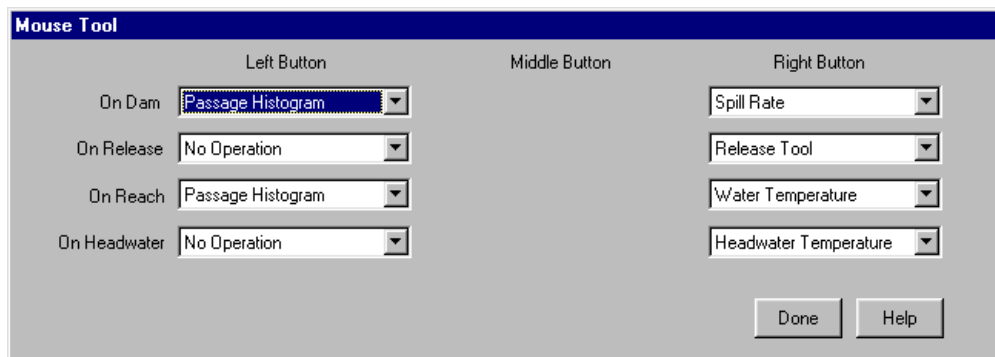 Mouse Tool
Left Button Middle Button Right Button
On Dam Passage Histogram Spill Rate
On Release No Operation Release Tool
On Reach Passage Histogram Water Temperature
On Headwater No Operation Headwater Temperature
Done Help